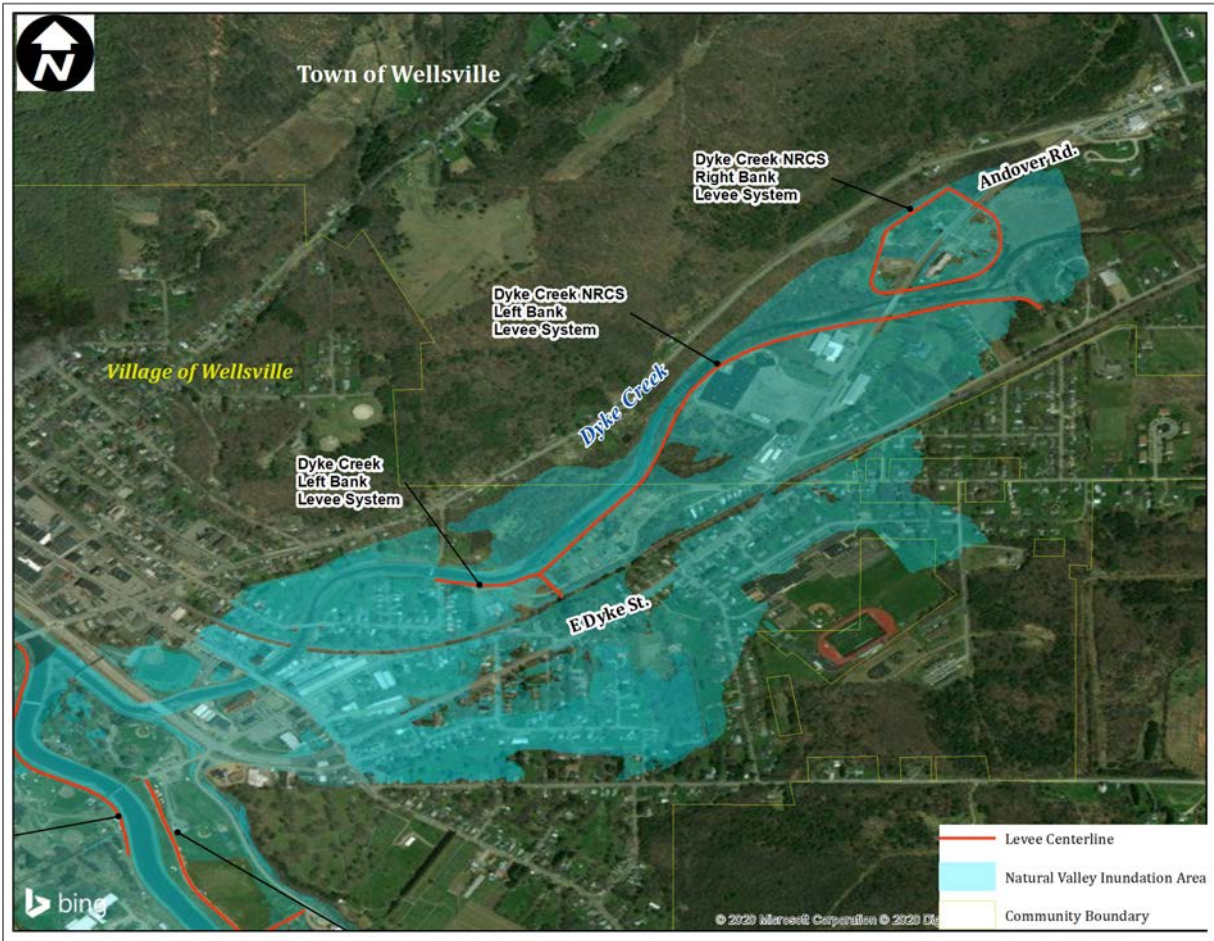 N
Town of Wellsville
Dyke Creek NRCS
Right Bank
Levee System
Andover Rd.
Dyke Creek NRCS
Left Bank
Levee System
Village of Wellsville
Dyke Creek
Dyke Creek
Left Bank
Levee System
E Dyke St.
Levee Centerline
Natural Valley Inundation Area
Community Boundary
bing
© 2020 Microsoft Corporation © 2020